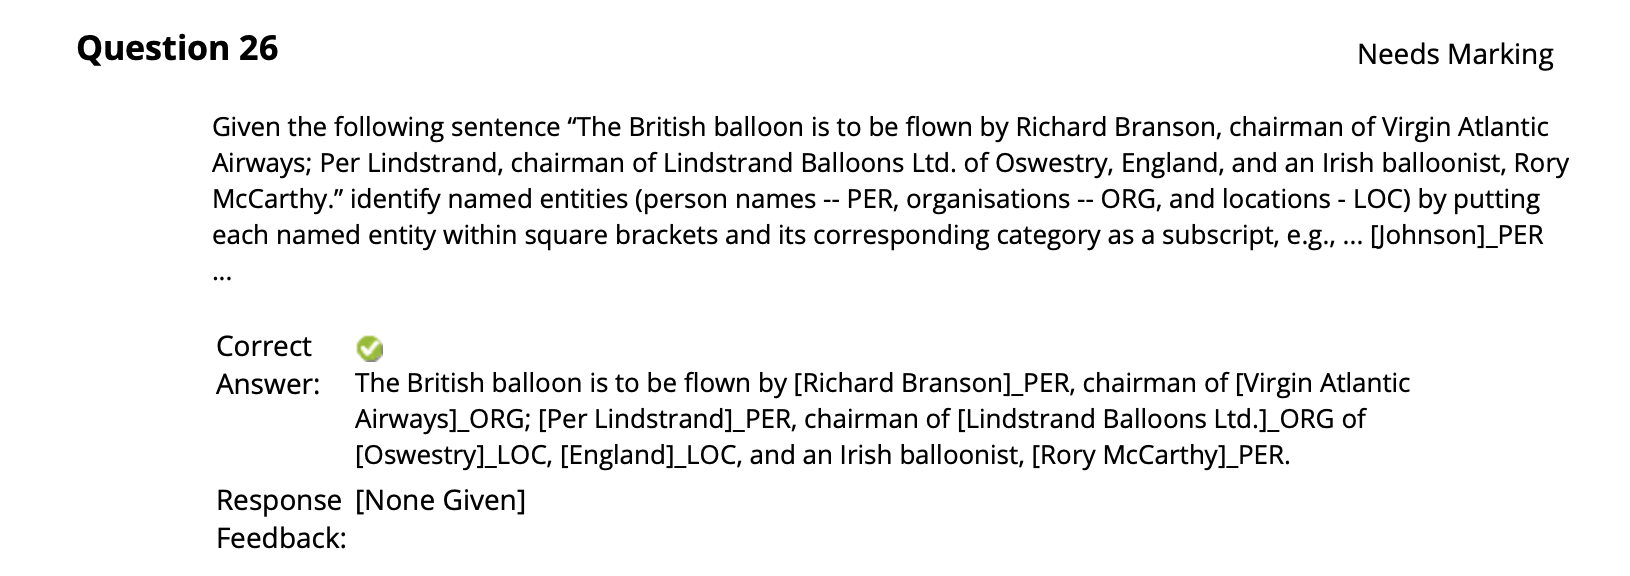 Question 26
Needs Marking
Given the following sentence “The British balloon is to be flown by Richard Branson, chairman of Virgin Atlantic
Airways; Per Lindstrand, chairman of Lindstrand Balloons Ltd. of Oswestry, England, and an Irish balloonist, Rory
McCarthy.” identify named entities (person names -- PER, organisations -- ORG, and locations - LOC) by putting
each named entity within square brackets and its corresponding category as a subscript, e.g., ... [Johnson]_PER
...
Correct
Answer:
The British balloon is to be flown by [Richard Branson]_PER, chairman of [Virgin Atlantic
Airways]_ORG; [Per Lindstrand]_PER, chairman of [Lindstrand Balloons Ltd.]_ORG of
[Oswestry]_LOC, [England]_LOC, and an Irish balloonist, [Rory McCarthy]_PER.
Response [None Given]
Feedback: